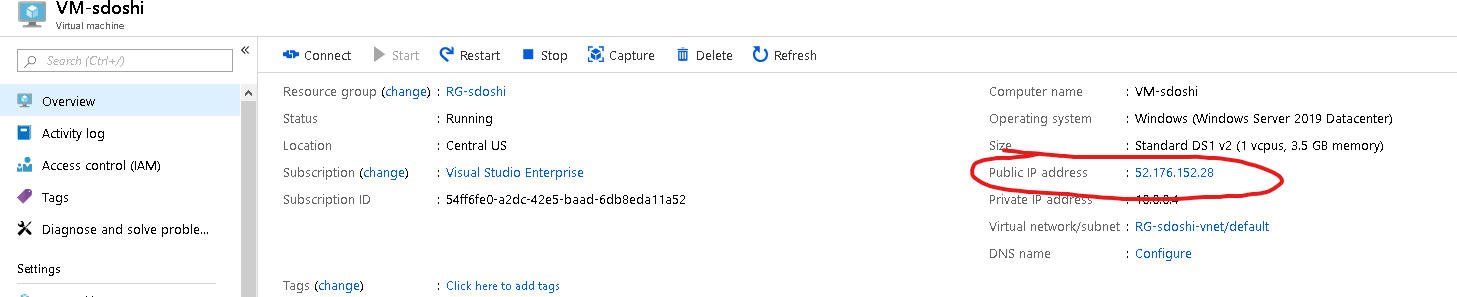 VM-sdoshi
Virtual machine
Search (Ctrl+/)
«
Overview
Activity log
Access control (IAM)
Tags
Diagnose and solve proble...
Settings
Connect Start Restart Stop Capture Delete Refresh
Resource group (change) : RG-sdoshi
Status : Running
Location : Central US
Subscription (change) : Visual Studio Enterprise
Subscription ID : 54ff6fe0-a2dc-42e5-baad-6db8eda11a52
Tags (change) : Click here to add tags
Computer name : VM-sdoshi
Operating system : Windows (Windows Server 2019 Datacenter)
Size : Standard DS1 v2 (1 vcpus, 3.5 GB memory)
Public IP address : 52.176.152.28
Private IP address : 10.0.0.4
Virtual network/subnet : RG-sdoshi-vnet/default
DNS name : Configure